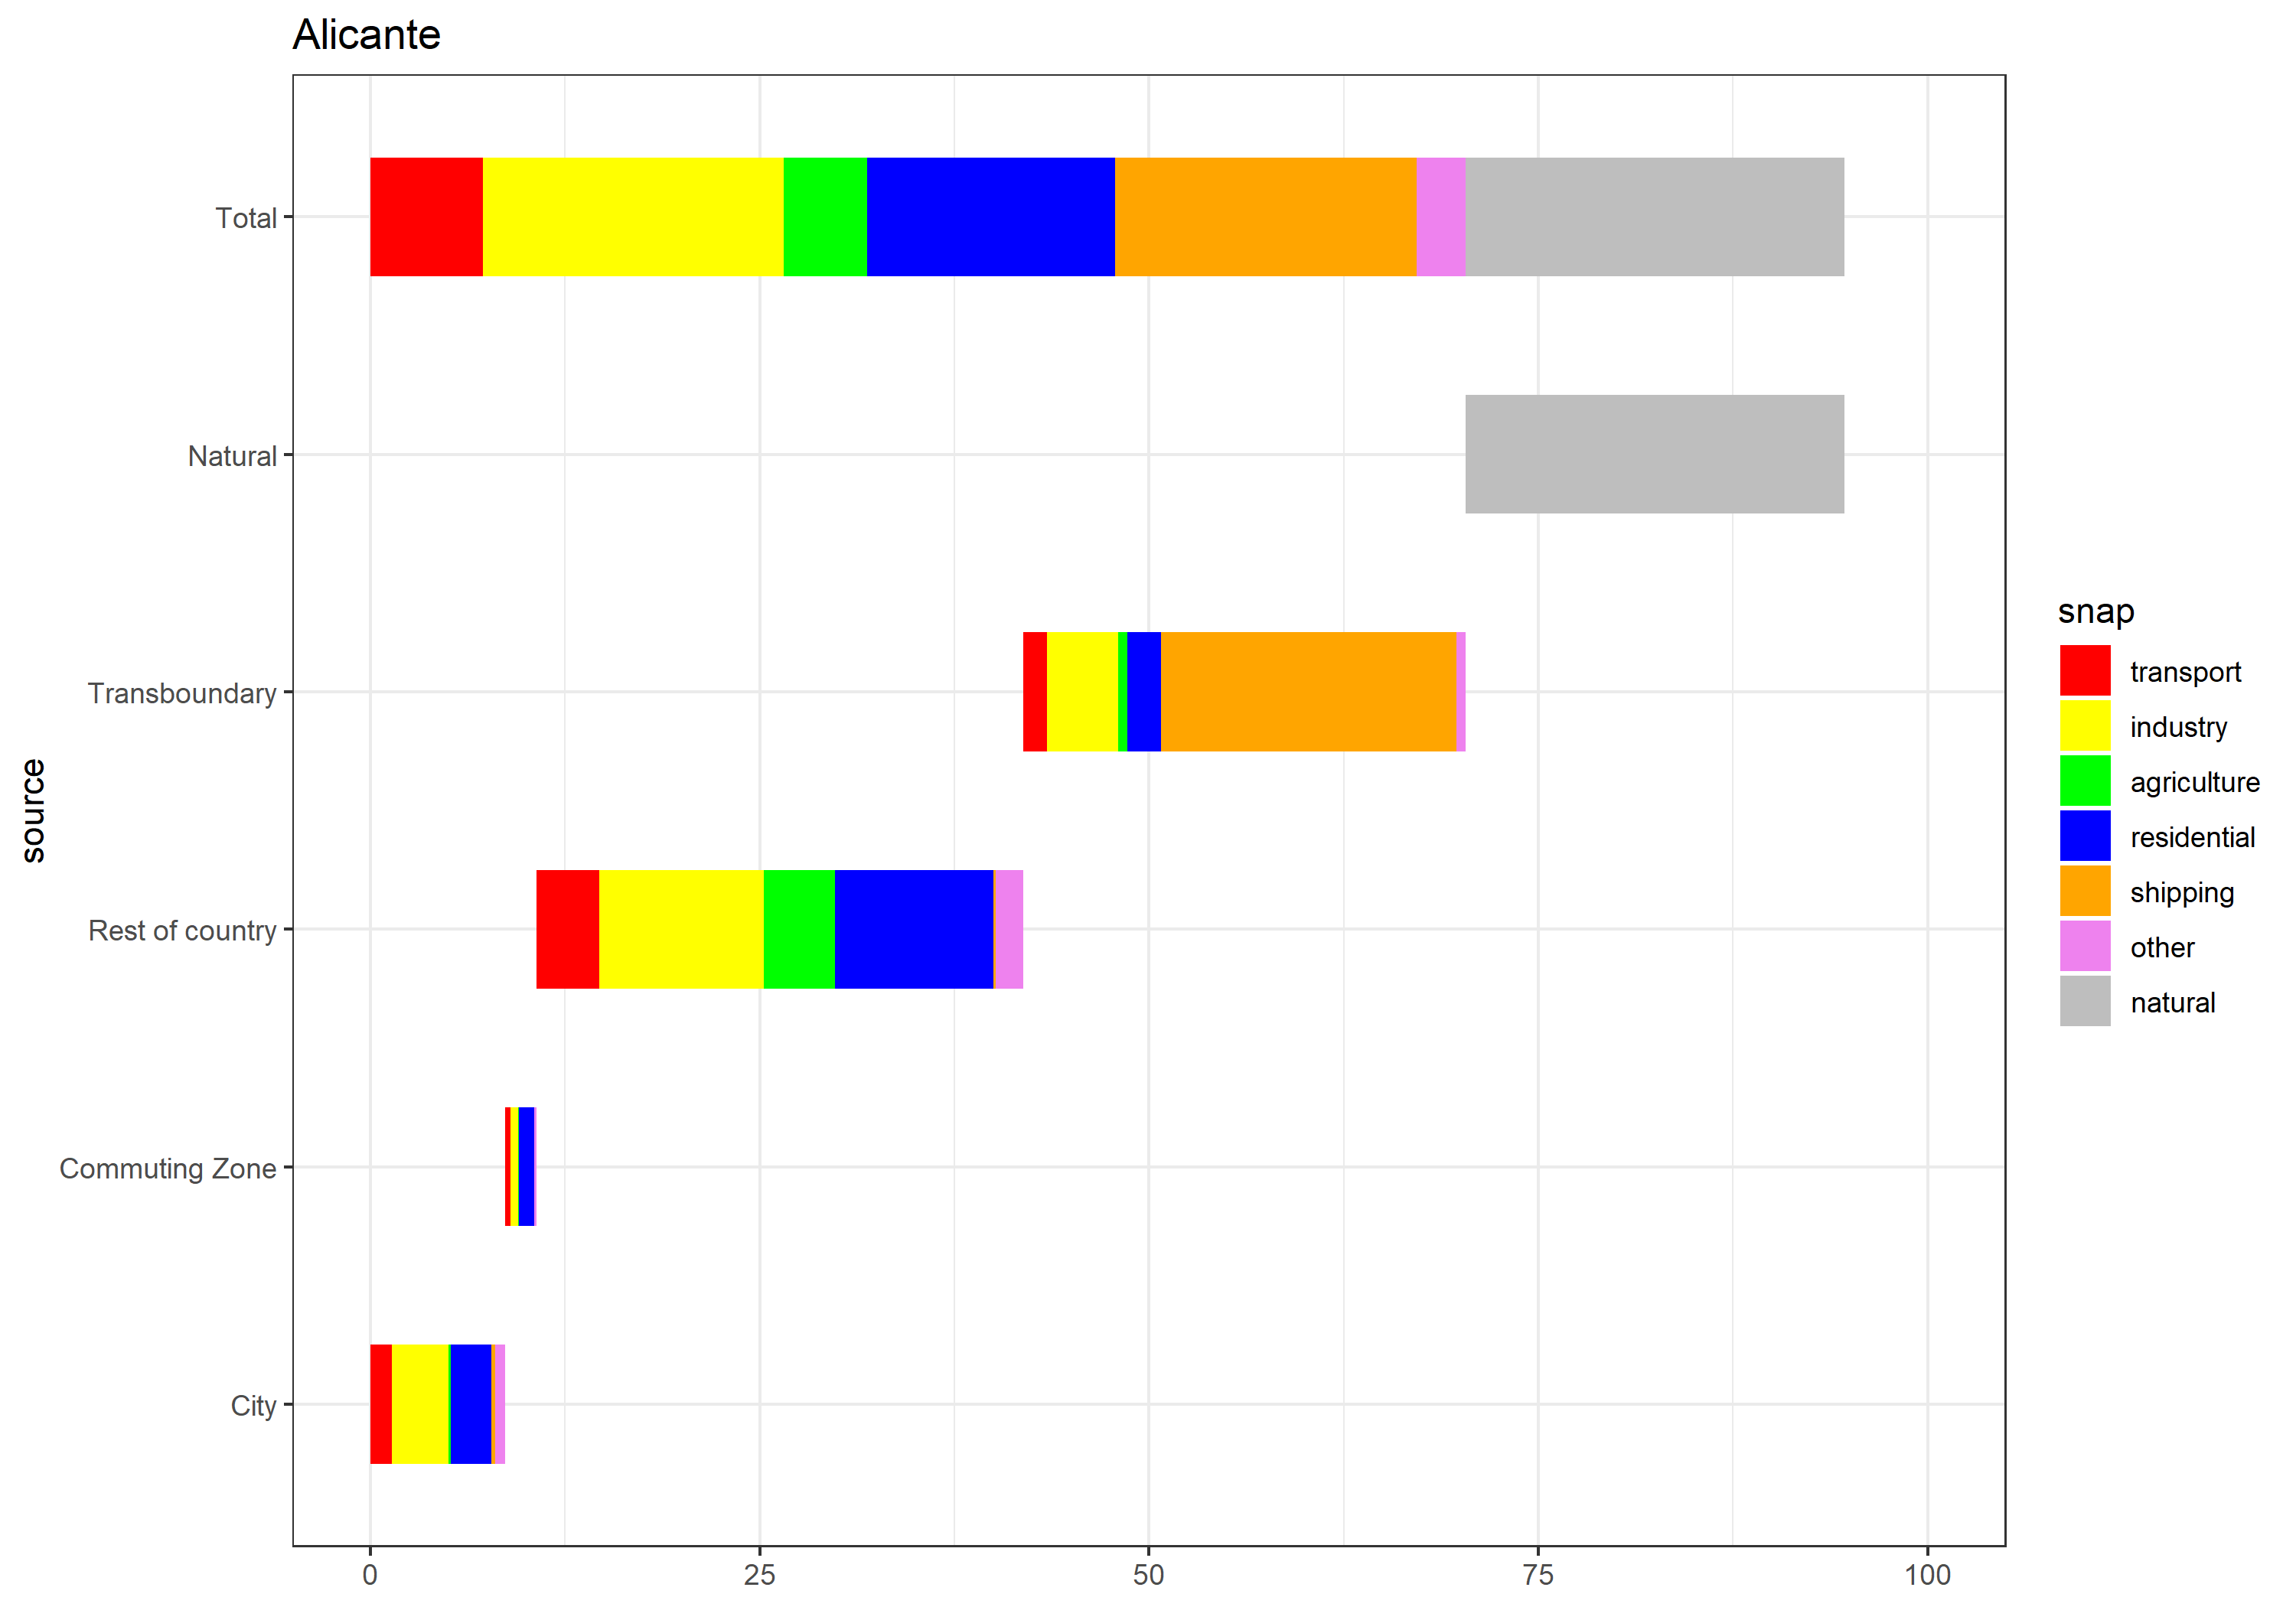 Alicante
Total
Natural
Transboundary
Rest of country
Commuting Zone
City
source
0 25 50 75 100
snap
transport
industry
agriculture
residential
shipping
other
natural